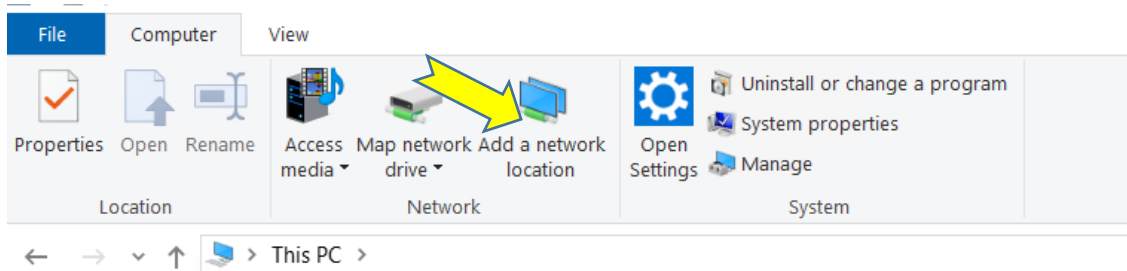 File Computer View
Uninstall or change a program
System properties
Properties Open Rename Access Map network Add a network Open
media drive location Settings Manage
Location Network System
This PC